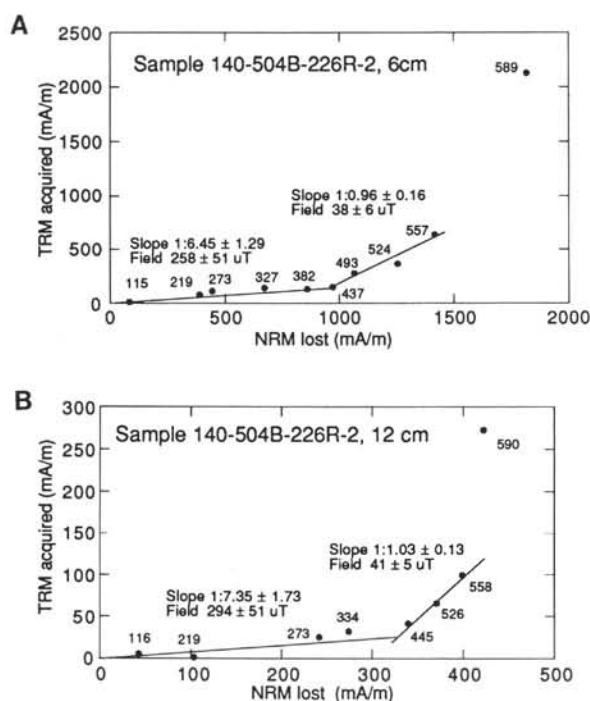 A
2500
2000
1500
1000
500
0
TRM acquired (mA/m)
Sample 140-504B-226R-2, 6cm
589
Slope 1:0.96 ± 0.16
Field 38 ± 6 uT
Slope 1:6.45 ± 1.29
Field 258 ± 51 uT
115
219
273
327
382
437
493
524
557
0
500
1000
1500
2000
NRM lost (mA/m)
B
300
250
200
150
100
50
0
TRM acquired (mA/m)
Sample 140-504B-226R-2, 12 cm
590
Slope 1:1.03 ± 0.13
Field 41 ± 5 uT
Slope 1:7.35 ± 1.73
Field 294 ± 51 uT
116
219
273
334
445
526
558
0
100
200
300
400
500
NRM lost (mA/m)